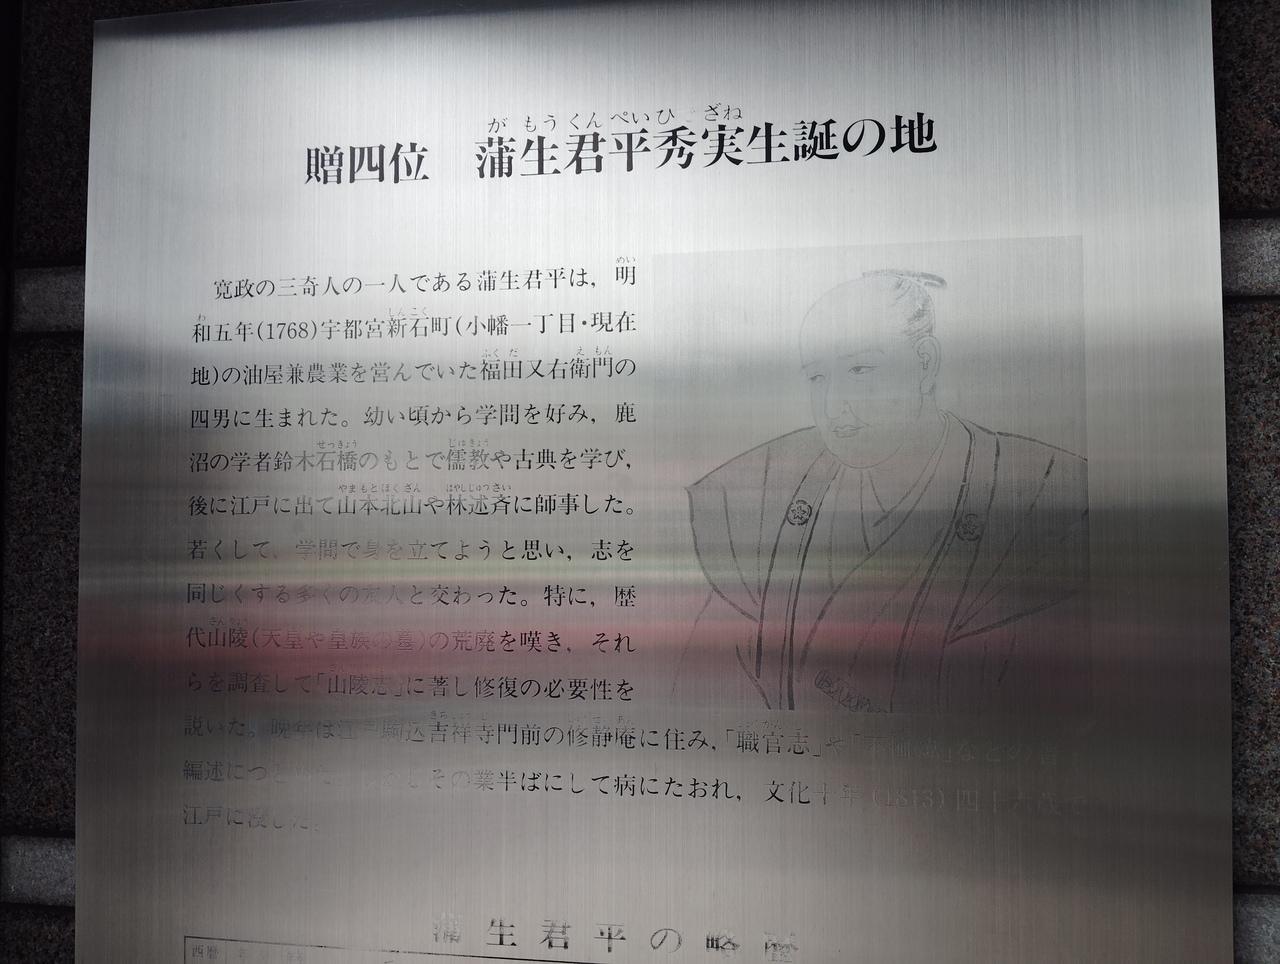 贈四位 蒲生君平秀実生誕の地
寛政の三奇人の一人である蒲生君平は，明
和五年(1768)宇都宮新石町(小幡一丁目・現在
地)の油屋兼農業を営んでいた福田又右衛門の
四男に生まれた。幼い頃から学問を好み，鹿
沼の学者鈴木石橋のもとで儒教や古典を学び，
後に江戸に出て山本北山や林述斉に師事した。
若くして、学問で身を立てようと思い，志を
同じくする多くの友人と交わった。特に，歴
代山陵(天皇や皇族の墓)の荒廃を嘆き，それ
らを調査して「山陵志」に著し修復の必要性を
説いた。晩年は江戸駒込吉祥寺門前の修静庵に住み，「職官志」や
編述につ その業半ばにして病にたおれ，文化十年(1813)四十六歳で
江戸に没した。
蒲生君平の略歴
西暦